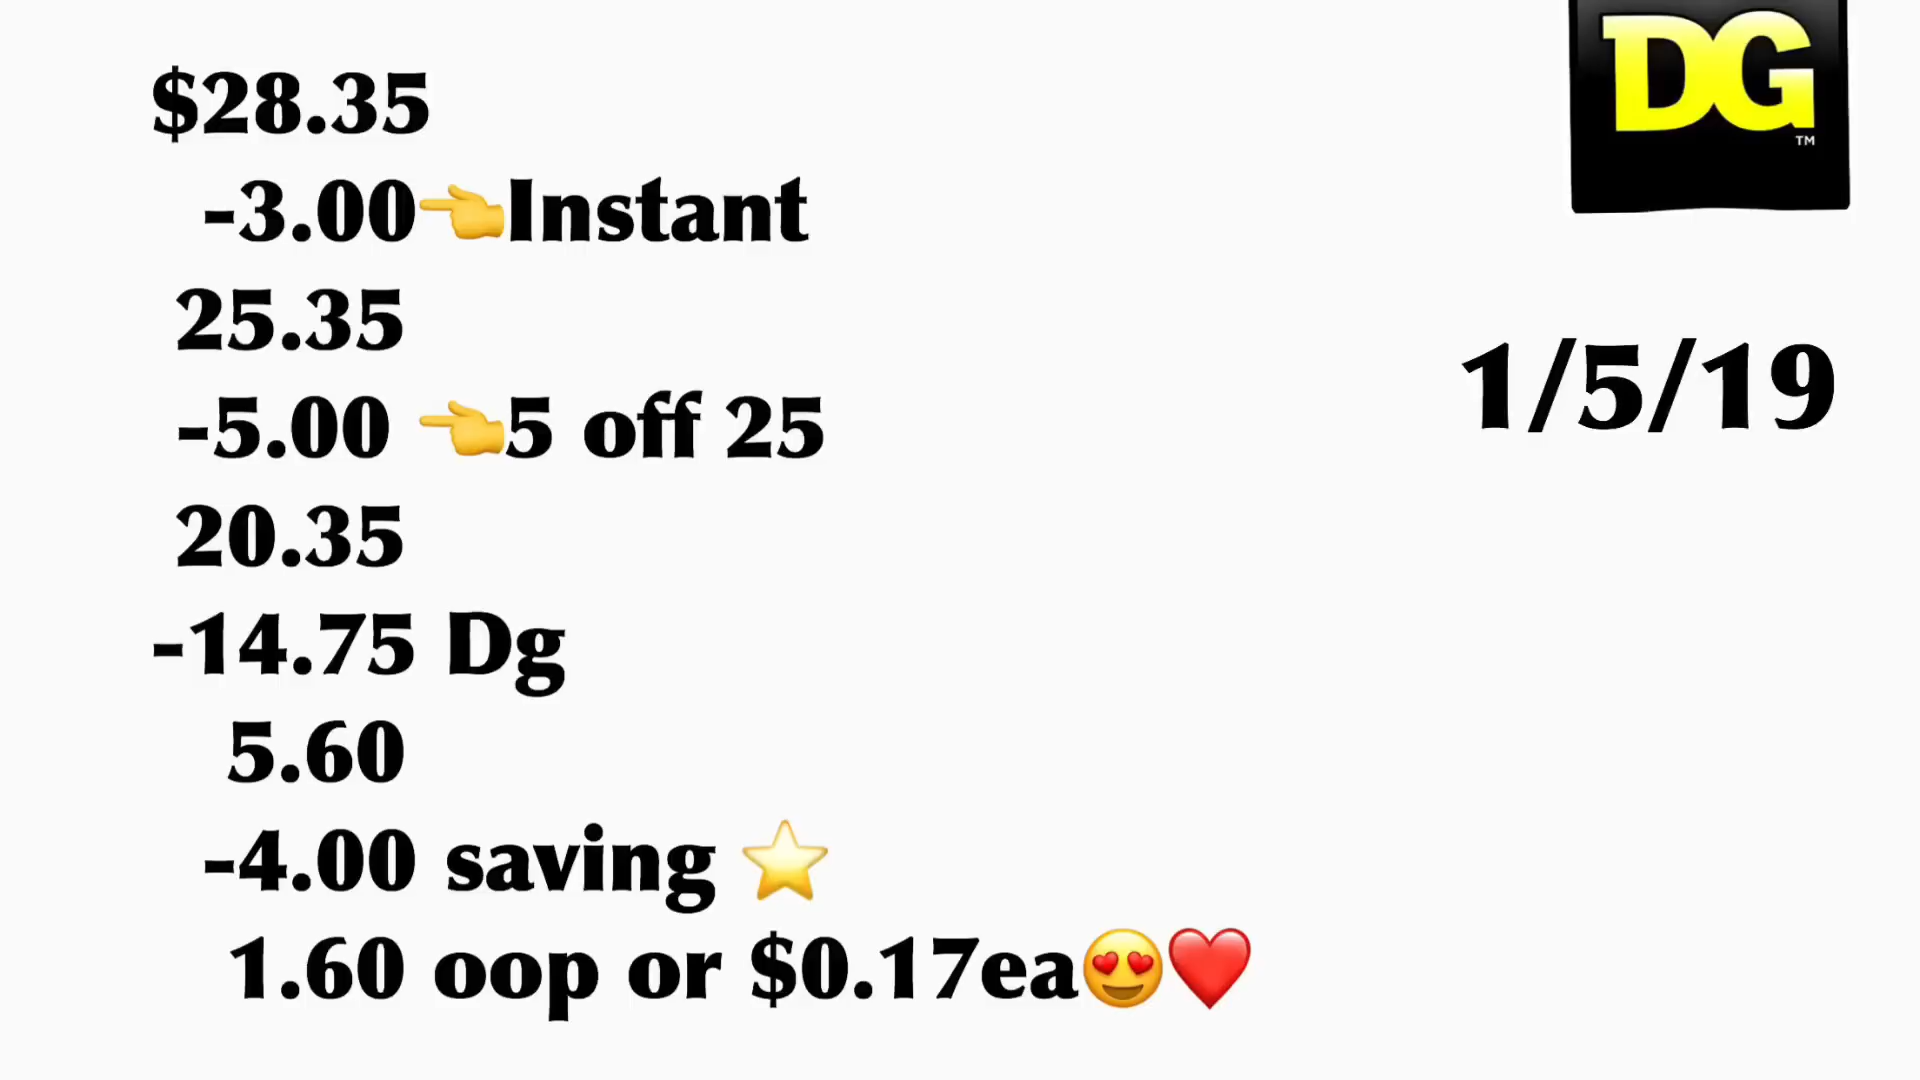 $28.35
-3.00👈Instant
25.35
-5.00 👈5 off 25
20.35
-14.75 Dg
5.60
-4.00 saving ⭐
1.60 oop or $0.17ea😍❤️
DG
TM
1/5/19